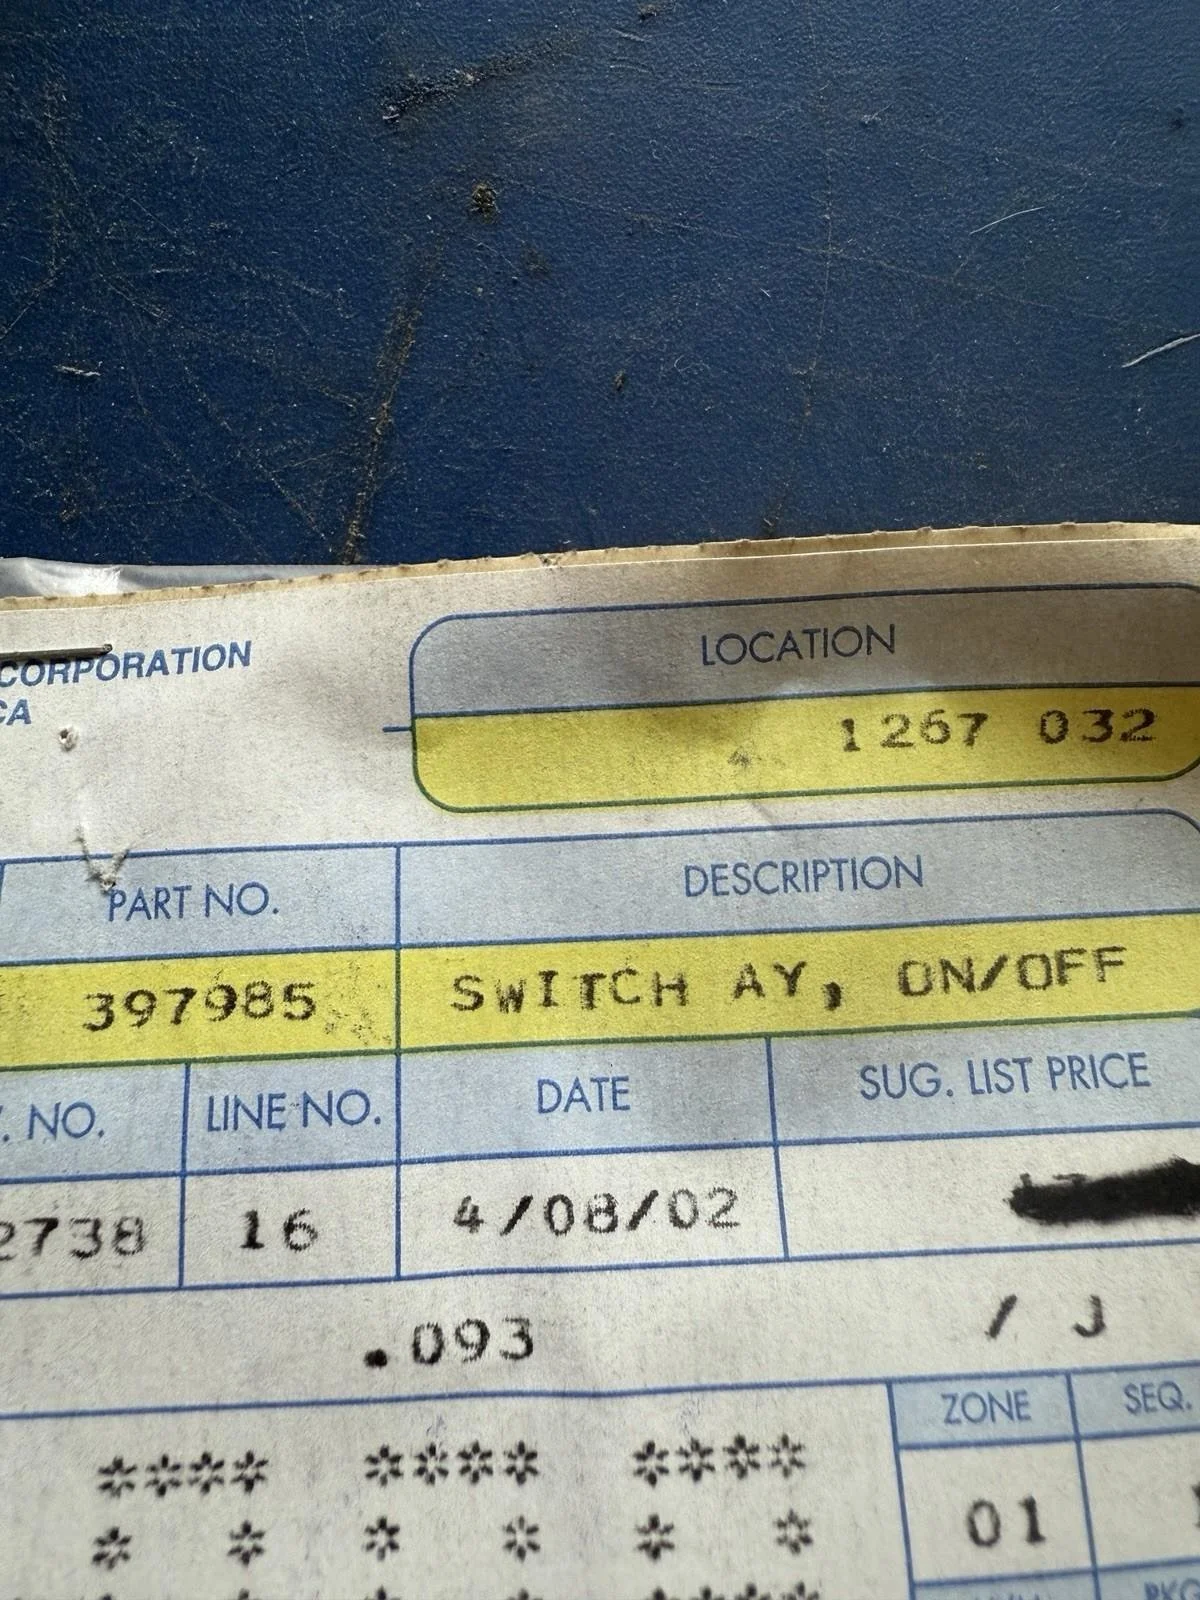 CORPORATION
CA
LOCATION
1267 032
PART NO.
DESCRIPTION
397985
SWITCH AY, ON/OFF
. NO.
LINE NO.
DATE
SUG. LIST PRICE
2738
16
4/08/02
.093
/ J
ZONE
SEQ.
**** **** ****
01
* * * * * *
PKG